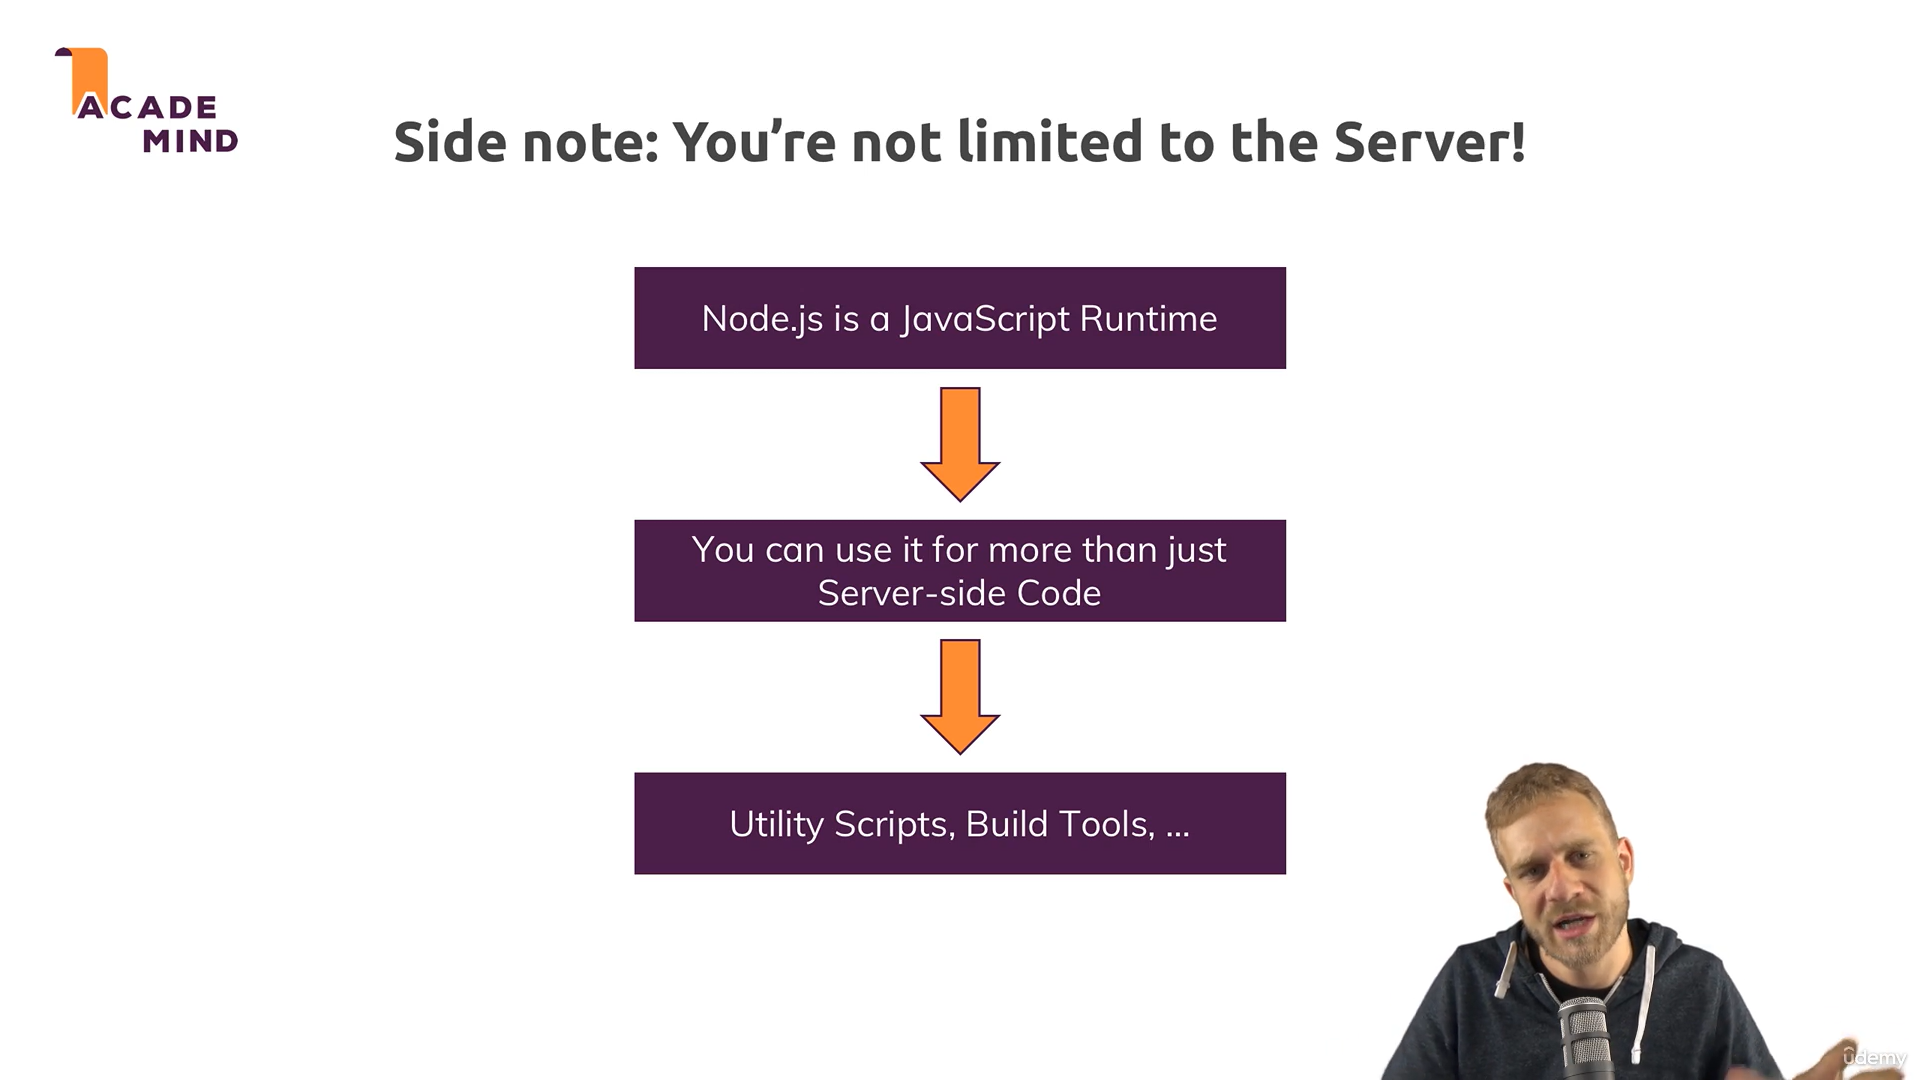 ACADE
MIND
Side note: You’re not limited to the Server!
Node.js is a JavaScript Runtime
You can use it for more than just
Server-side Code
Utility Scripts, Build Tools, ...
udemy